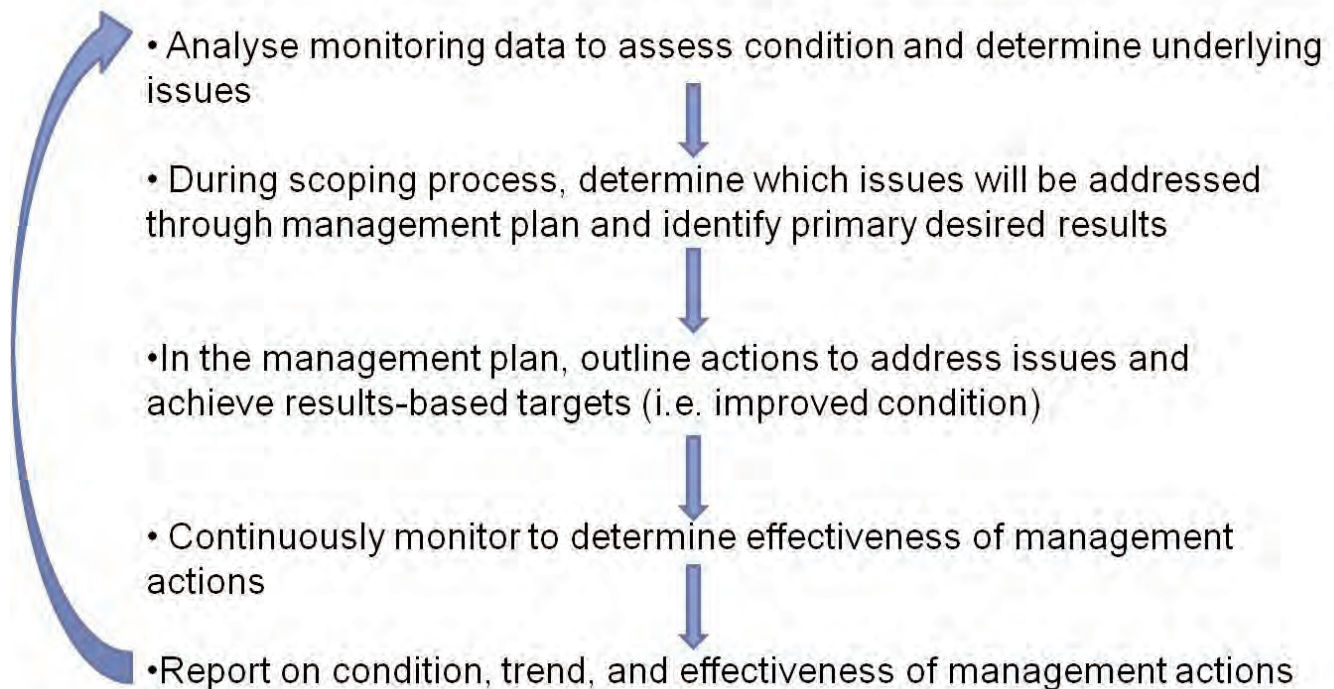 • Analyse monitoring data to assess condition and determine underlying
issues
• During scoping process, determine which issues will be addressed
through management plan and identify primary desired results
•In the management plan, outline actions to address issues and
achieve results-based targets (i.e. improved condition)
• Continuously monitor to determine effectiveness of management
actions
•Report on condition, trend, and effectiveness of management actions